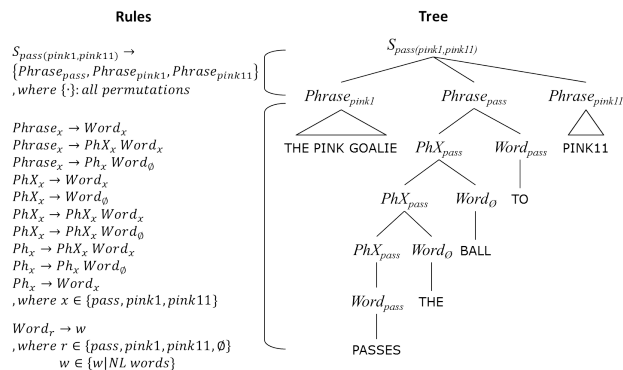 Rules
S_pass(pink1,pink11) →
{Phrase_pass, Phrase_pink1, Phrase_pink11}
, where {·}: all permutations
Phrase_x → Word_x
Phrase_x → PhX_x Word_x
Phrase_x → Ph_x Word_∅
PhX_x → Word_x
PhX_x → Word_∅
PhX_x → PhX_x Word_x
PhX_x → PhX_x Word_∅
Ph_x → PhX_x Word_x
Ph_x → Ph_x Word_∅
Ph_x → Word_x
, where x ∈ {pass, pink1, pink11}
Word_r → w
, where r ∈ {pass, pink1, pink11, ∅}
w ∈ {w|NL words}
Tree
S_pass(pink1,pink11)
Phrase_pink1 Phrase_pass Phrase_pink11
THE PINK GOALIE PhX_pass Word_pass PINK11
PhX_pass Word_Ø TO
PhX_pass Word_Ø BALL
Word_pass THE
PASSES